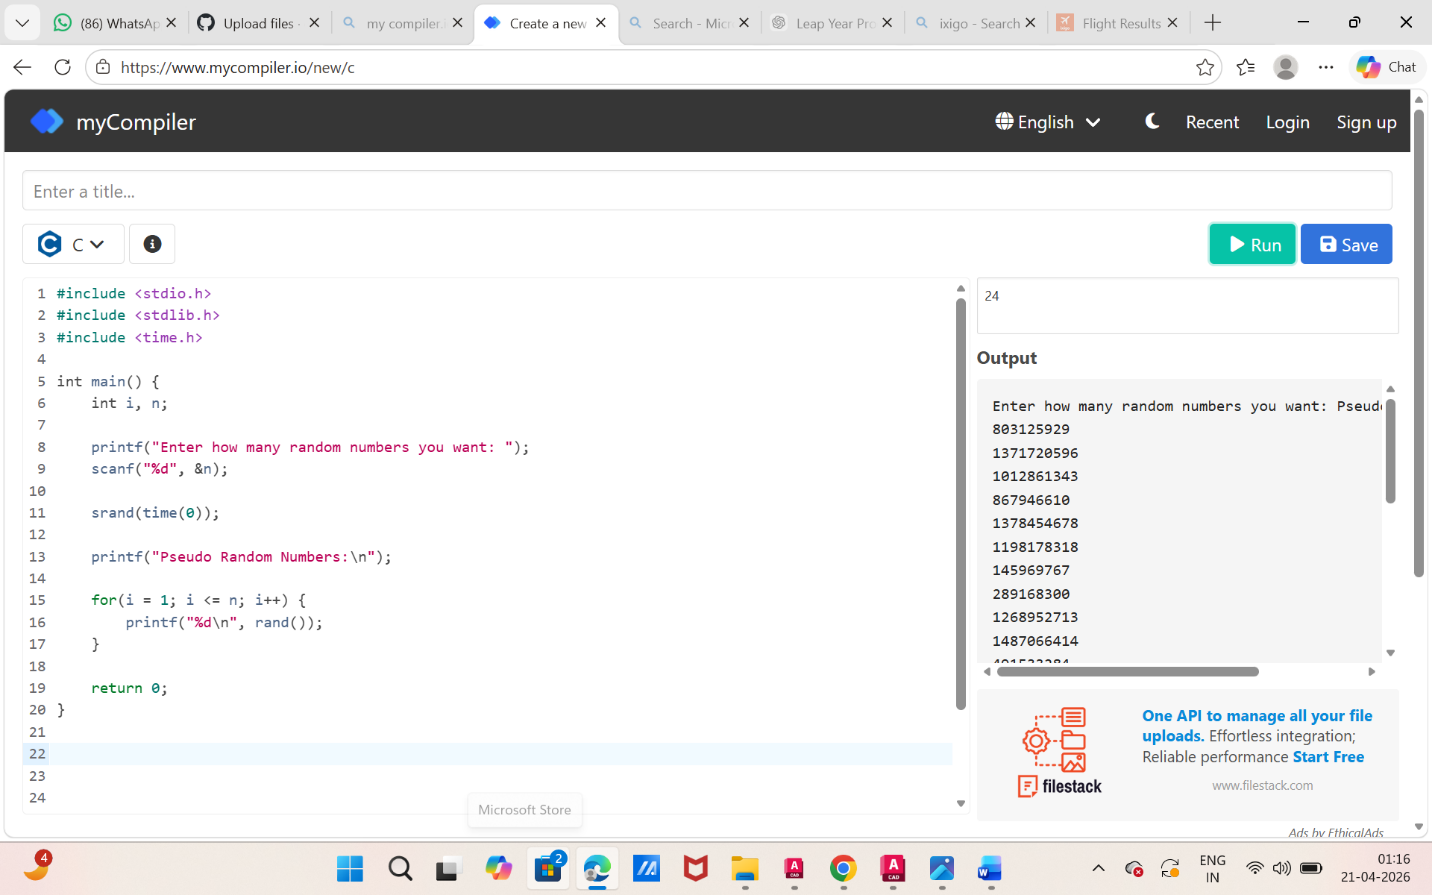 (86) WhatsAp
Upload files
my compiler.
Create a new
Search - Micr
Leap Year Pro
ixigo - Search
Flight Results
https://www.mycompiler.io/new/c
Chat
myCompiler
English
Recent
Login
Sign up
Enter a title...
C
Run
Save
1 #include <stdio.h>
2 #include <stdlib.h>
3 #include <time.h>
4
5 int main() {
6 int i, n;
7
8 printf("Enter how many random numbers you want: ");
9 scanf("%d", &n);
10
11 srand(time(0));
12
13 printf("Pseudo Random Numbers:\n");
14
15 for(i = 1; i <= n; i++) {
16 printf("%d\n", rand());
17 }
18
19 return 0;
20 }
21
22
23
24
24
Output
Enter how many random numbers you want: Pseud
803125929
1371720596
1012861343
867946610
1378454678
1198178318
145969767
289168300
1268952713
1487066414
filestack
One API to manage all your file
uploads. Effortless integration;
Reliable performance Start Free
www.filestack.com
Ads by EthicalAds
Microsoft Store
4
2
A
CAD
A
CAD
W
ENG
IN
01:16
21-04-2026